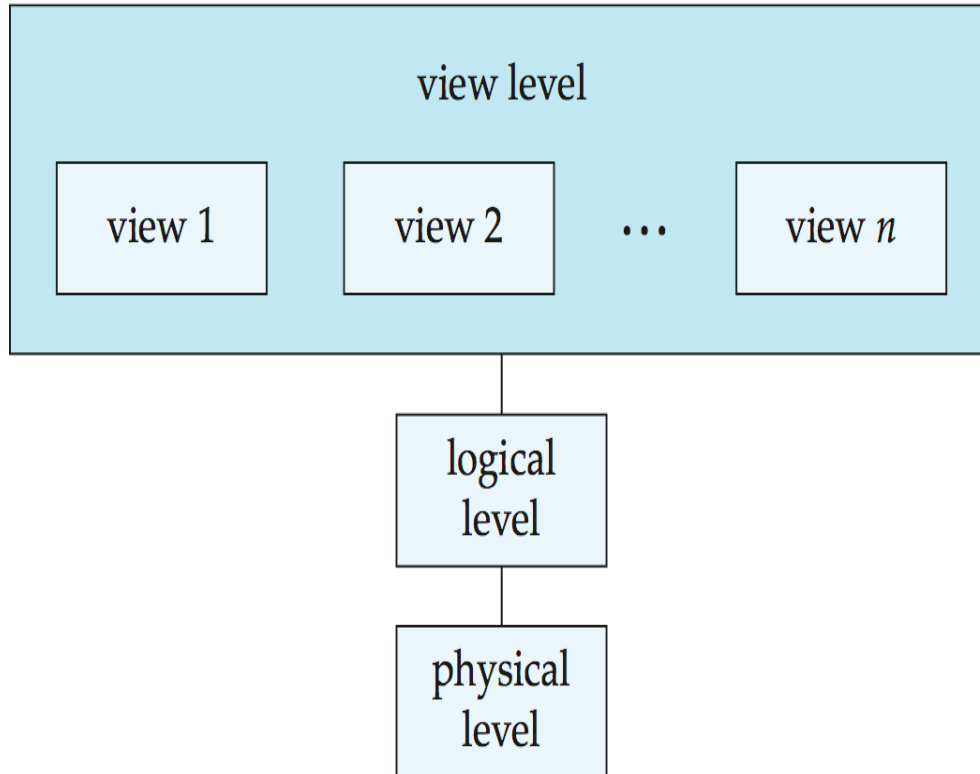 view level
view 1
view 2
...
view n
logical
level
physical
level